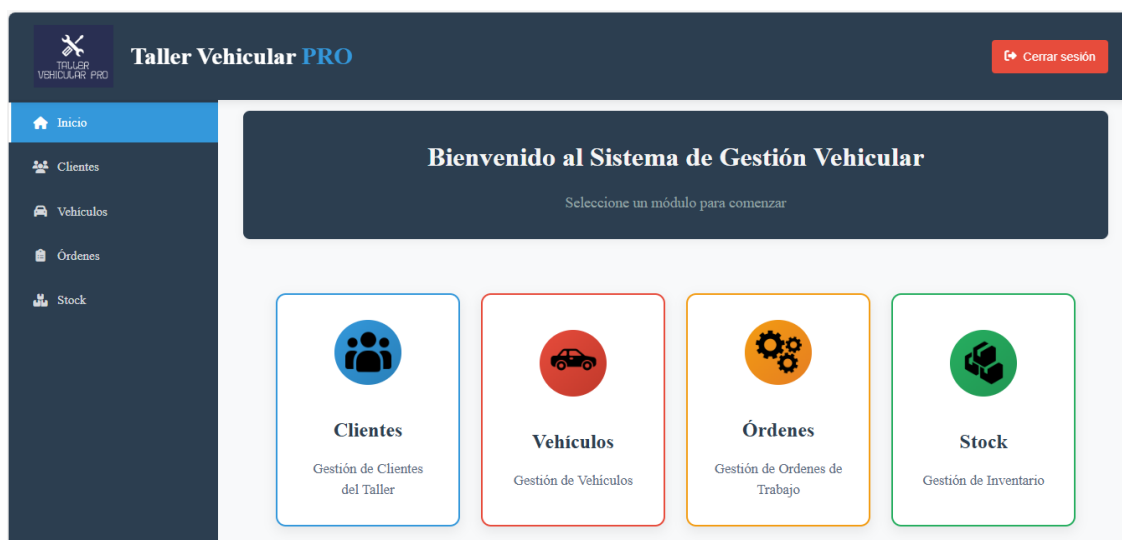 TALLER
VEHICULAR PRO
Taller Vehicular PRO
Cerrar sesión
Inicio
Clientes
Vehículos
Órdenes
Stock
Bienvenido al Sistema de Gestión Vehicular
Seleccione un módulo para comenzar
Clientes
Gestión de Clientes
del Taller
Vehículos
Gestión de Vehículos
Órdenes
Gestión de Ordenes de
Trabajo
Stock
Gestión de Inventario